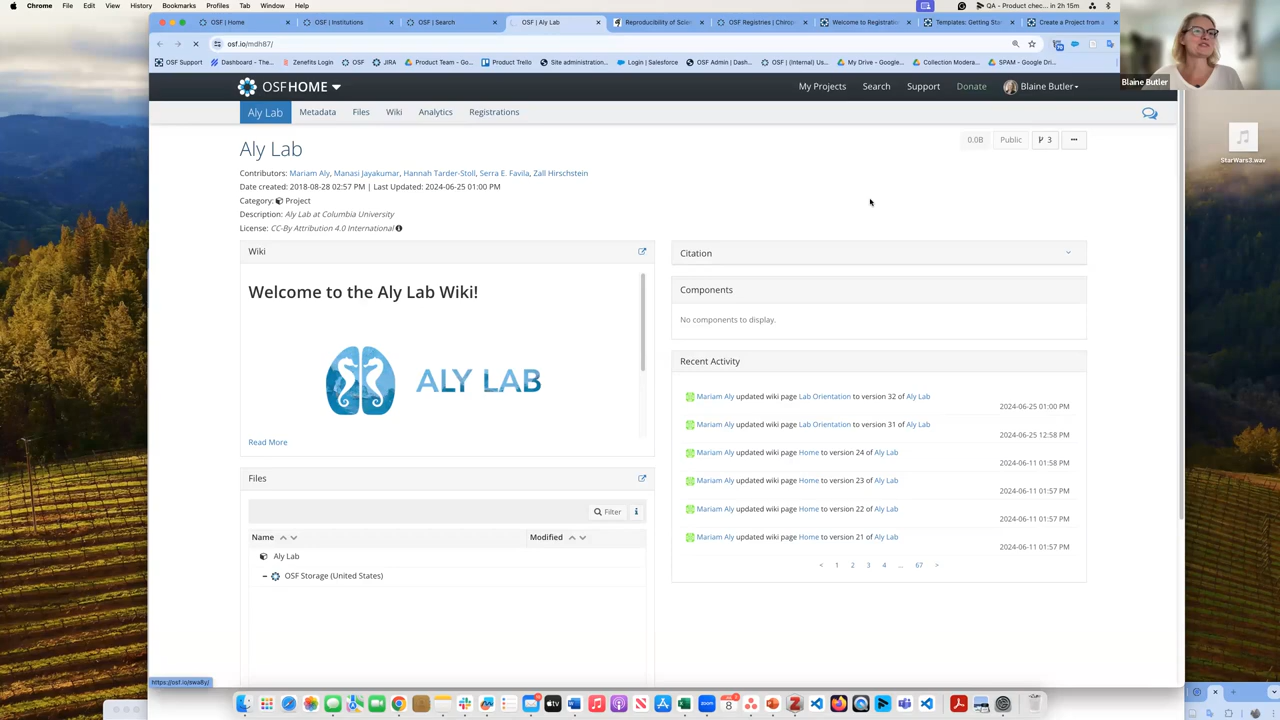 Chrome File Edit View History Bookmarks Profiles Tab Window Help
QA - Product chec... in 2h 15m
OSF | Home
OSF | Institutions
OSF | Search
OSF | Aly Lab
Reproducibility of Scien
OSF Registries | Chirop
Welcome to Registratio
Templates: Getting Star
Create a Project from a
osf.io/mdh87/
OSF Support Dashboard - The... Zenefits Login OSF JIRA Product Team - Go... Product Trello Site administration... Login | Salesforce OSF Admin | Dash... OSF | (Internal) Us... My Drive - Google... Collection Modera... SPAM - Google Dri...
Blaine Butler
OSFHOME
My Projects Search Support Donate Blaine Butler
Aly Lab Metadata Files Wiki Analytics Registrations
Aly Lab
0.0B Public 3 ...
Contributors: Mariam Aly, Manasi Jayakumar, Hannah Tarder-Stoll, Serra E. Favila, Zall Hirschstein
Date created: 2018-08-28 02:57 PM | Last Updated: 2024-06-25 01:00 PM
Category: Project
Description: Aly Lab at Columbia University
License: CC-By Attribution 4.0 International
Wiki
Welcome to the Aly Lab Wiki!
ALY LAB
Read More
Files
Filter
Name Modified
Aly Lab
OSF Storage (United States)
Citation
Components
No components to display.
Recent Activity
Mariam Aly updated wiki page Lab Orientation to version 32 of Aly Lab
2024-06-25 01:00 PM
Mariam Aly updated wiki page Lab Orientation to version 31 of Aly Lab
2024-06-25 12:58 PM
Mariam Aly updated wiki page Home to version 24 of Aly Lab
2024-06-11 01:58 PM
Mariam Aly updated wiki page Home to version 23 of Aly Lab
2024-06-11 01:57 PM
Mariam Aly updated wiki page Home to version 22 of Aly Lab
2024-06-11 01:57 PM
Mariam Aly updated wiki page Home to version 21 of Aly Lab
2024-06-11 01:57 PM
< 1 2 3 4 ... 67 >
StarWars3.wav
https://osf.io/swa8y/